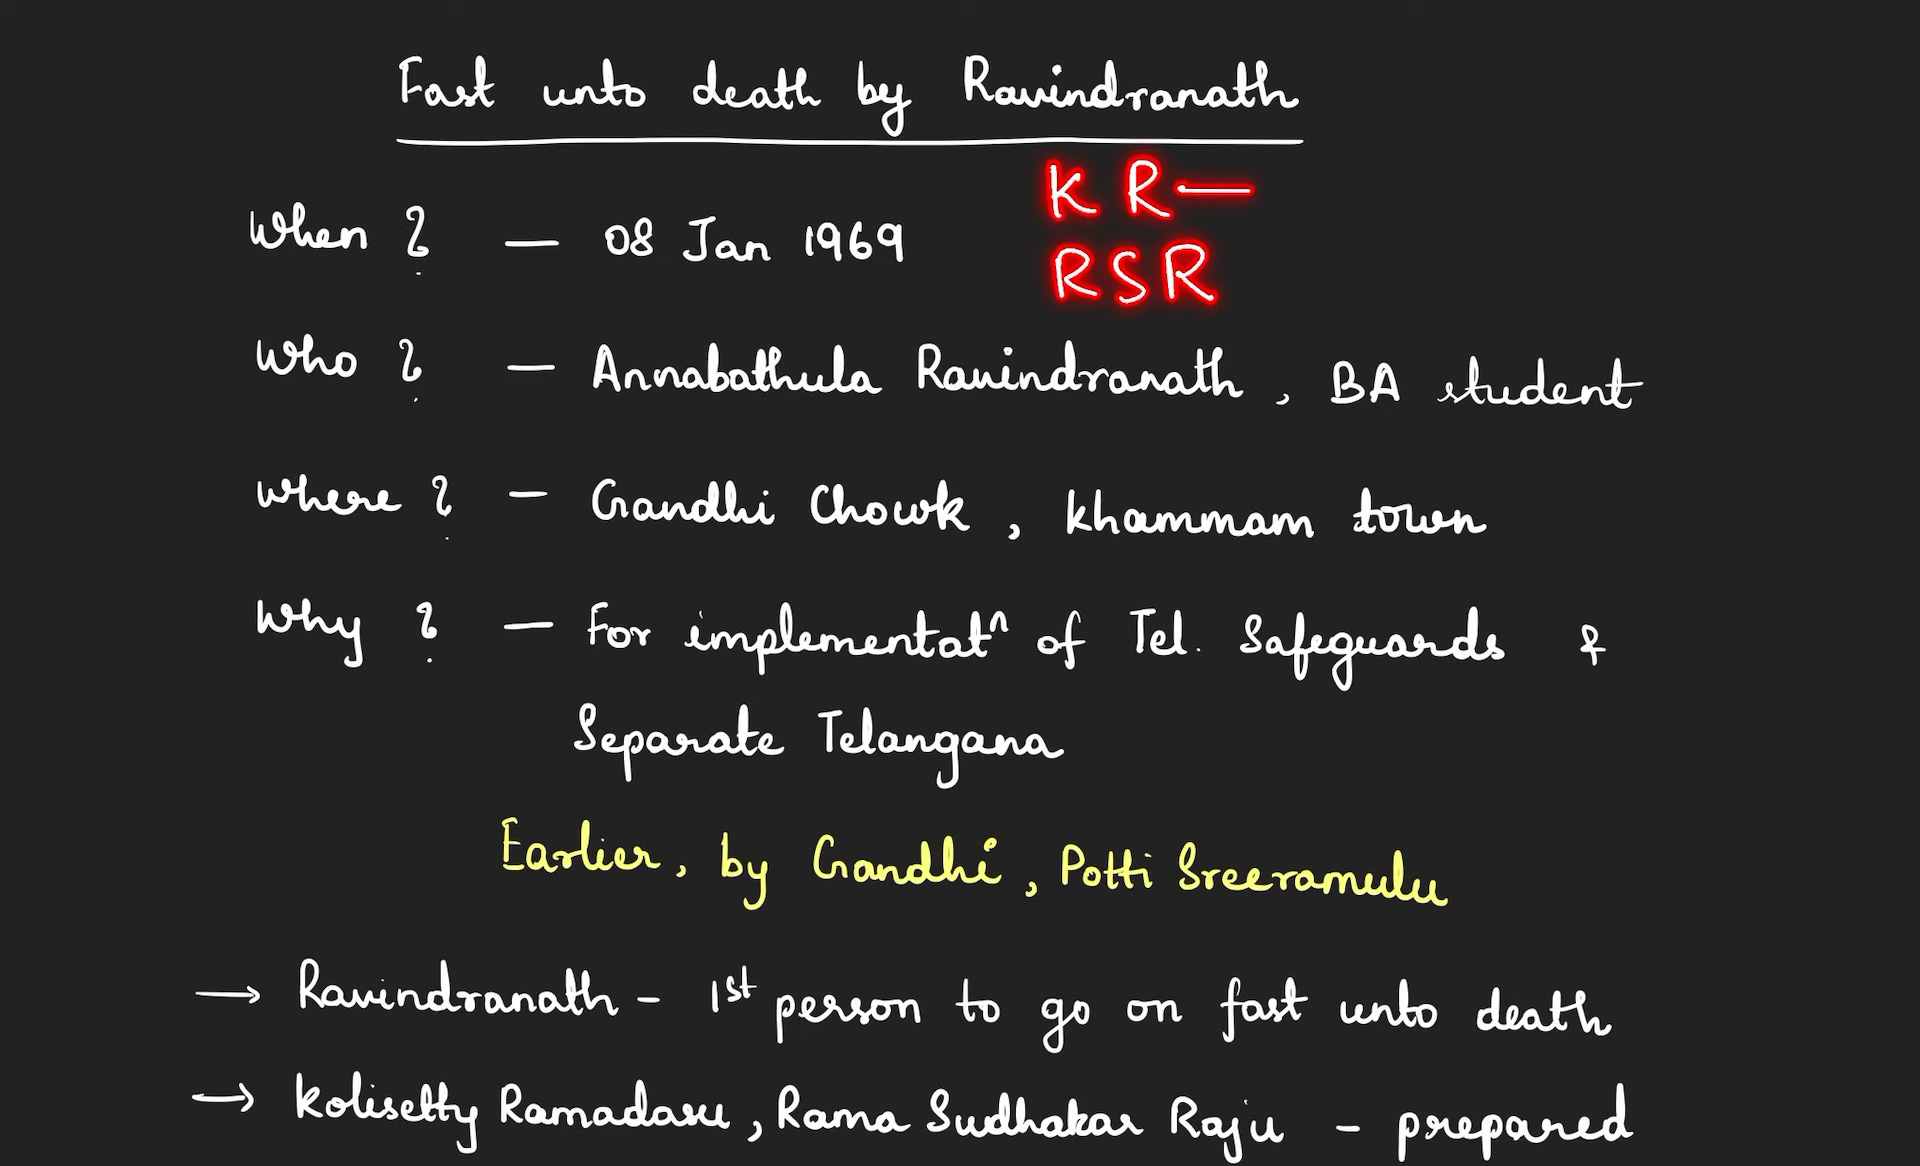 Fast unto death by Ravindranath
K R—
When ? — 08 Jan 1969
RSR
Who ? — Annabathula Ravindranath, BA student
Where ? — Gandhi Chowk, Khammam town
Why ? — For implementatⁿ of Tel. Safeguards &
Separate Telangana
Earlier, by Gandhi, Potti Sreeramulu
→ Ravindranath - 1st person to go on fast unto death
→ Kolisetty Ramadasu, Rama Sudhakar Raju - prepared